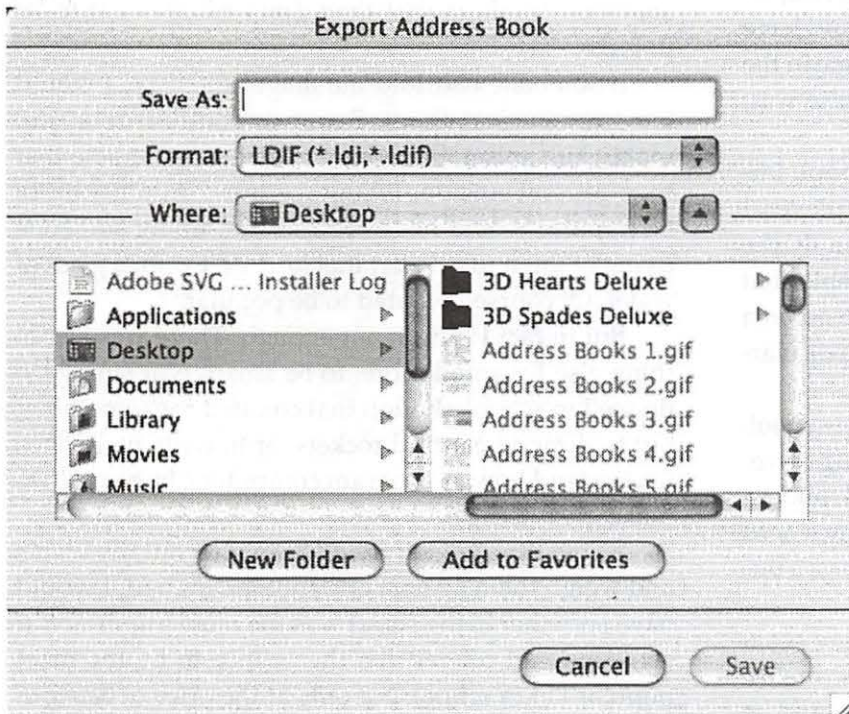 Export Address Book
Save As:
Format: LDIF (*.ldi,*.ldif)
Where: Desktop
Adobe SVG ... Installer Log
Applications
Desktop
Documents
Library
Movies
Music
3D Hearts Deluxe
3D Spades Deluxe
Address Books 1.gif
Address Books 2.gif
Address Books 3.gif
Address Books 4.gif
Address Books 5.gif
New Folder
Add to Favorites
Cancel
Save